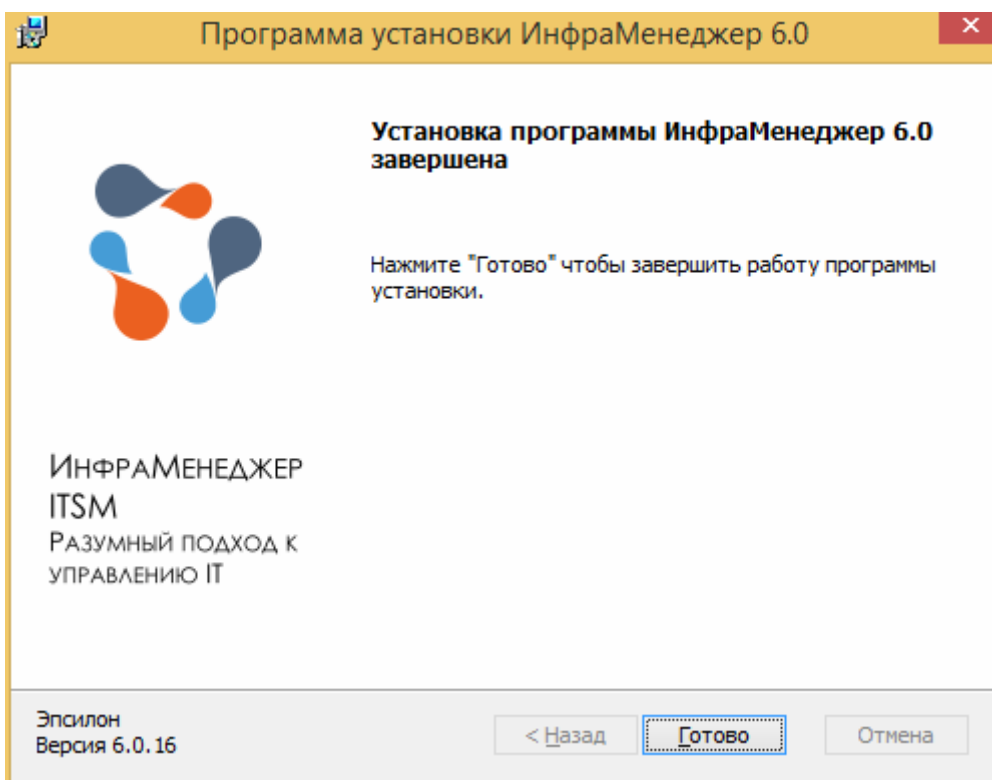 Программа установки ИнфраМенеджер 6.0
Установка программы ИнфраМенеджер 6.0
завершена
Нажмите "Готово" чтобы завершить работу программы
установки.
ИнфраМенеджер
ITSM
Разумный подход к
управлению IT
Эпсилон
Версия 6.0.16
< Назад
Готово
Отмена